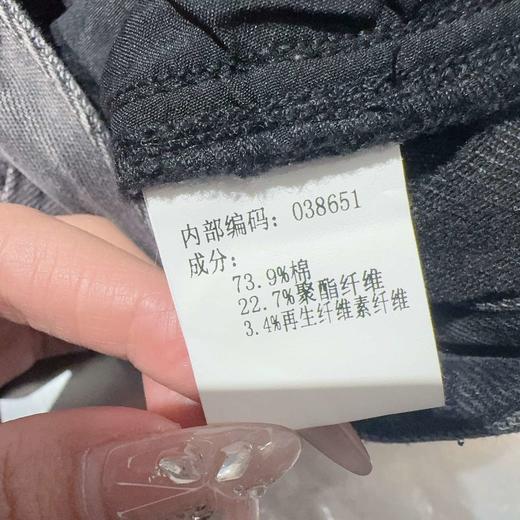 内部编码: 038651
成分:
73.9%棉
22.7%聚酯纤维
3.4%再生纤维素纤维